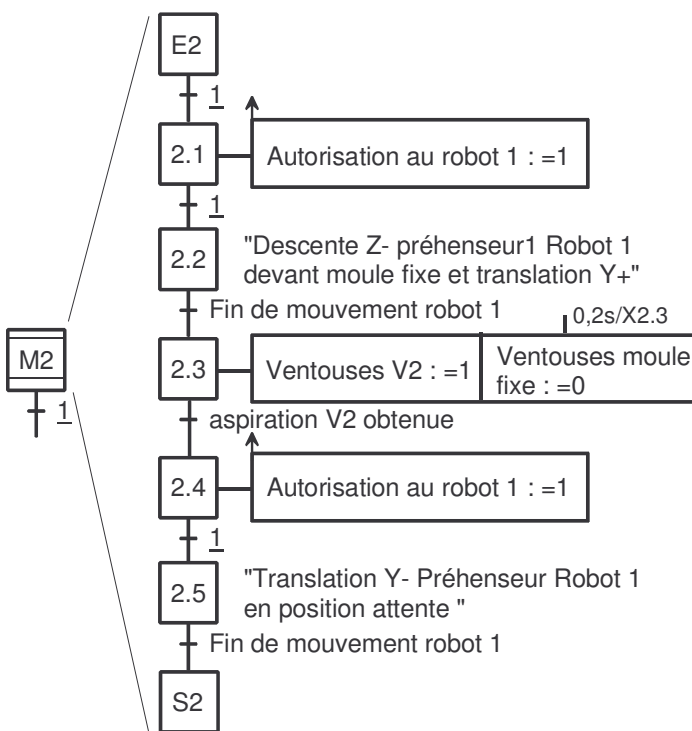 E2
1
2.1
Autorisation au robot 1 : =1
1
2.2
"Descente Z- préhenseur1 Robot 1
devant moule fixe et translation Y+"
Fin de mouvement robot 1
0,2s/X2.3
M2
1
2.3
Ventouses V2 : =1
Ventouses moule
fixe : =0
aspiration V2 obtenue
2.4
Autorisation au robot 1 : =1
1
2.5
"Translation Y- Préhenseur Robot 1
en position attente "
Fin de mouvement robot 1
S2